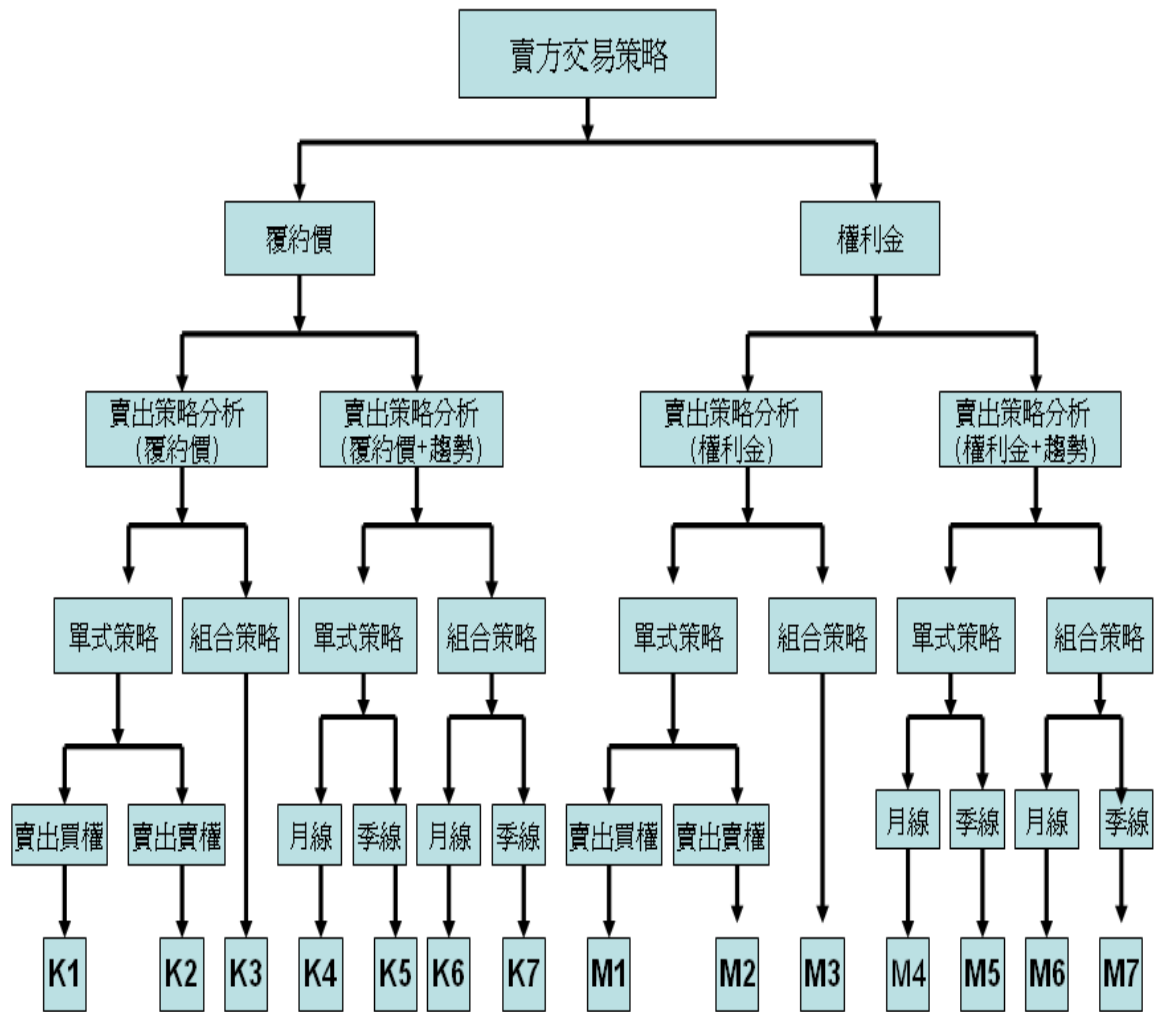 賣方交易策略
覆約價
權利金
賣出策略分析
(覆約價)
賣出策略分析
(覆約價+趨勢)
賣出策略分析
(權利金)
賣出策略分析
(權利金+趨勢)
單式策略
組合策略
單式策略
組合策略
單式策略
組合策略
單式策略
組合策略
賣出買權
賣出賣權
月線
季線
月線
季線
賣出買權
賣出賣權
月線
季線
月線
季線
K1
K2
K3
K4
K5
K6
K7
M1
M2
M3
M4
M5
M6
M7